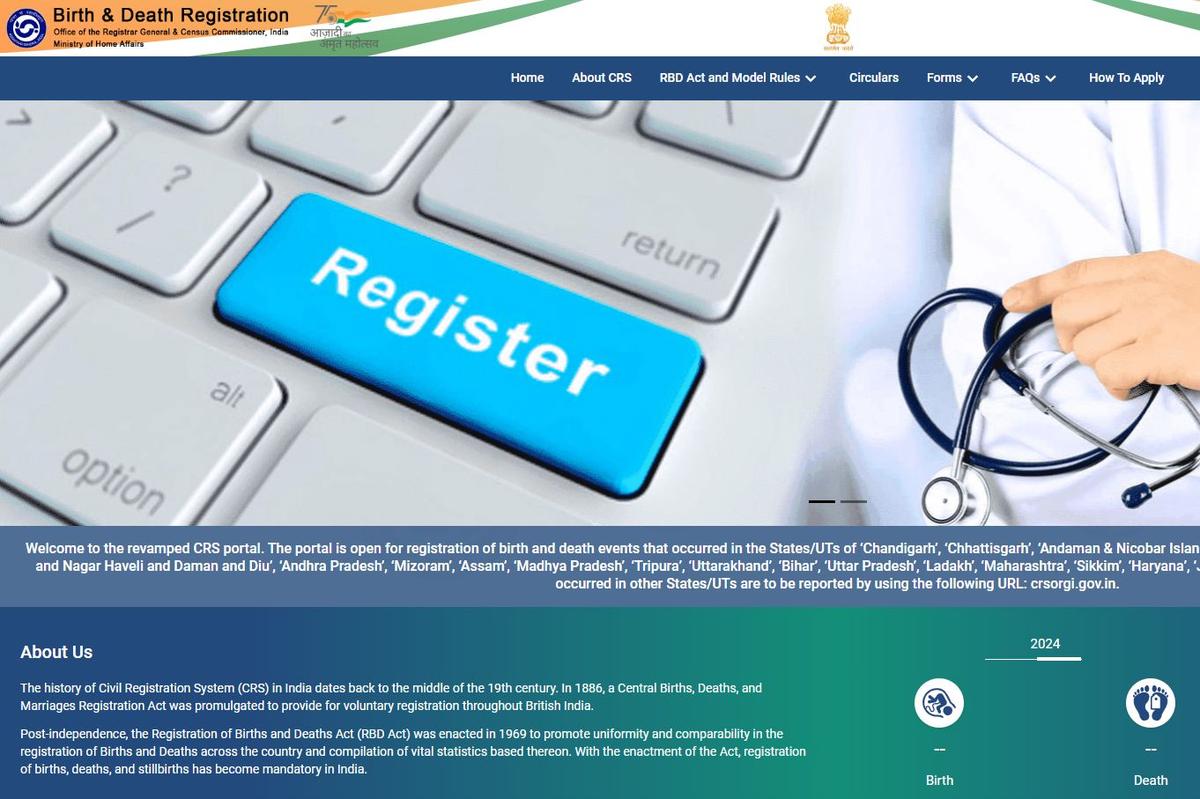 Birth & Death Registration
Office of the Registrar General & Census Commissioner, India
Ministry of Home Affairs
75
आज़ादी का
अमृत महोत्सव
सत्यमेव जयते
Home About CRS RBD Act and Model Rules Circulars Forms FAQs How To Apply
?
/
return
Register
alt
option
Welcome to the revamped CRS portal. The portal is open for registration of birth and death events that occurred in the States/UTs of ‘Chandigarh’, ‘Chhattisgarh’, ‘Andaman & Nicobar Islan
and Nagar Haveli and Daman and Diu’, ‘Andhra Pradesh’, ‘Mizoram’, ‘Assam’, ‘Madhya Pradesh’, ‘Tripura’, ‘Uttarakhand’, ‘Bihar’, ‘Uttar Pradesh’, ‘Ladakh’, ‘Maharashtra’, ‘Sikkim’, ‘Haryana’, ‘J
occurred in other States/UTs are to be reported by using the following URL: crsorgi.gov.in.
About Us
2024
The history of Civil Registration System (CRS) in India dates back to the middle of the 19th century. In 1886, a Central Births, Deaths, and
Marriages Registration Act was promulgated to provide for voluntary registration throughout British India.
Post-independence, the Registration of Births and Deaths Act (RBD Act) was enacted in 1969 to promote uniformity and comparability in the
registration of Births and Deaths across the country and compilation of vital statistics based thereon. With the enactment of the Act, registration
of births, deaths, and stillbirths has become mandatory in India.
-- --
Birth Death